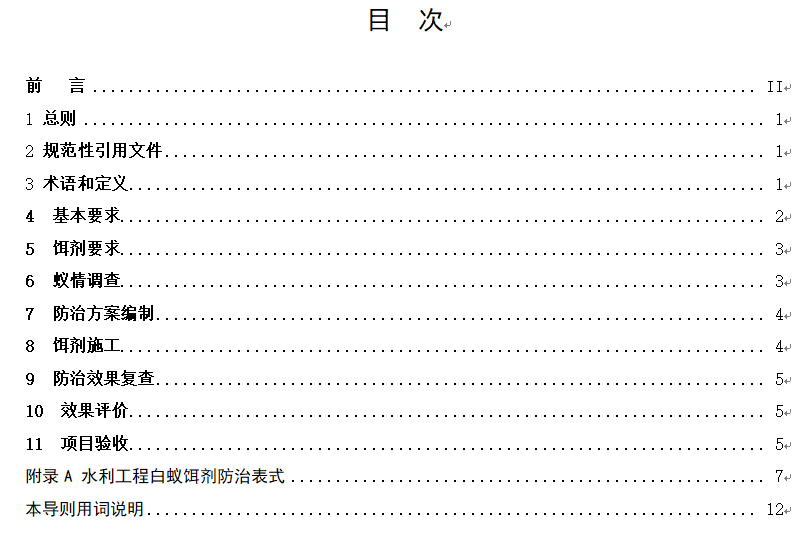 目 次
前 言 II
1 总则 1
2 规范性引用文件 1
3 术语和定义 1
4 基本要求 2
5 饵剂要求 3
6 蚁情调查 3
7 防治方案编制 4
8 饵剂施工 4
9 防治效果复查 5
10 效果评价 5
11 项目验收 5
附录 A 水利工程白蚁饵剂防治表式 7
本导则用词说明 12